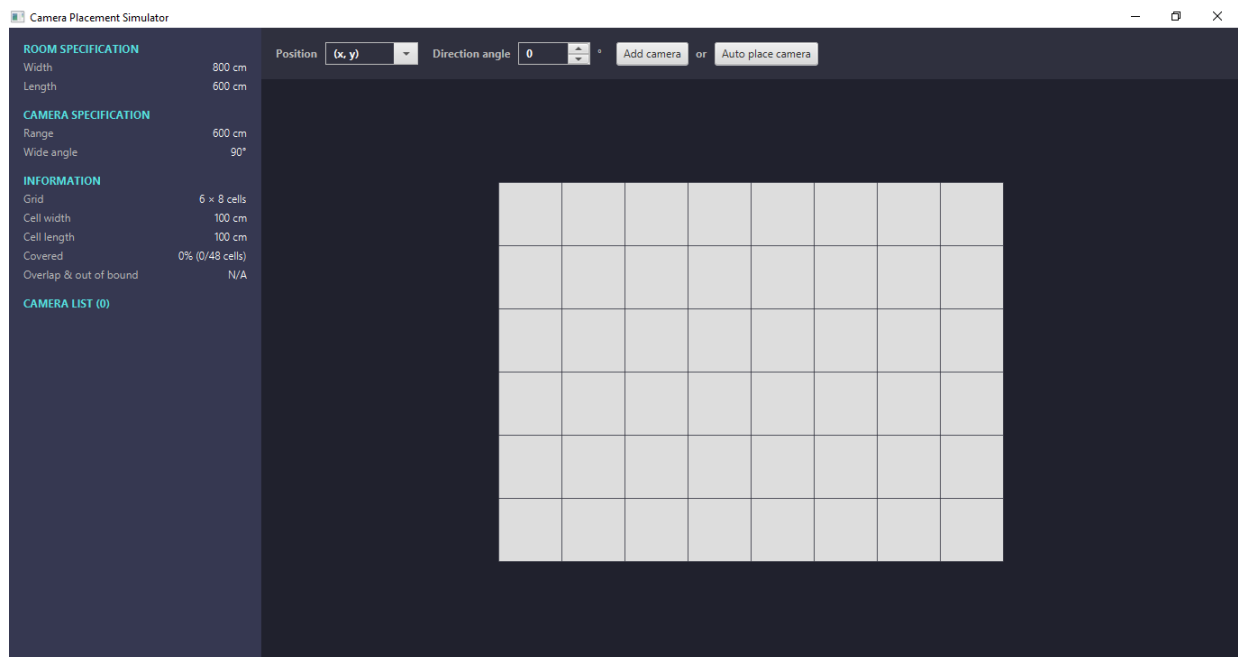 Camera Placement Simulator
ROOM SPECIFICATION
Width 800 cm
Length 600 cm
CAMERA SPECIFICATION
Range 600 cm
Wide angle 90°
INFORMATION
Grid 6 × 8 cells
Cell width 100 cm
Cell length 100 cm
Covered 0% (0/48 cells)
Overlap & out of bound N/A
CAMERA LIST (0)
Position (x, y) Direction angle 0 ° Add camera or Auto place camera